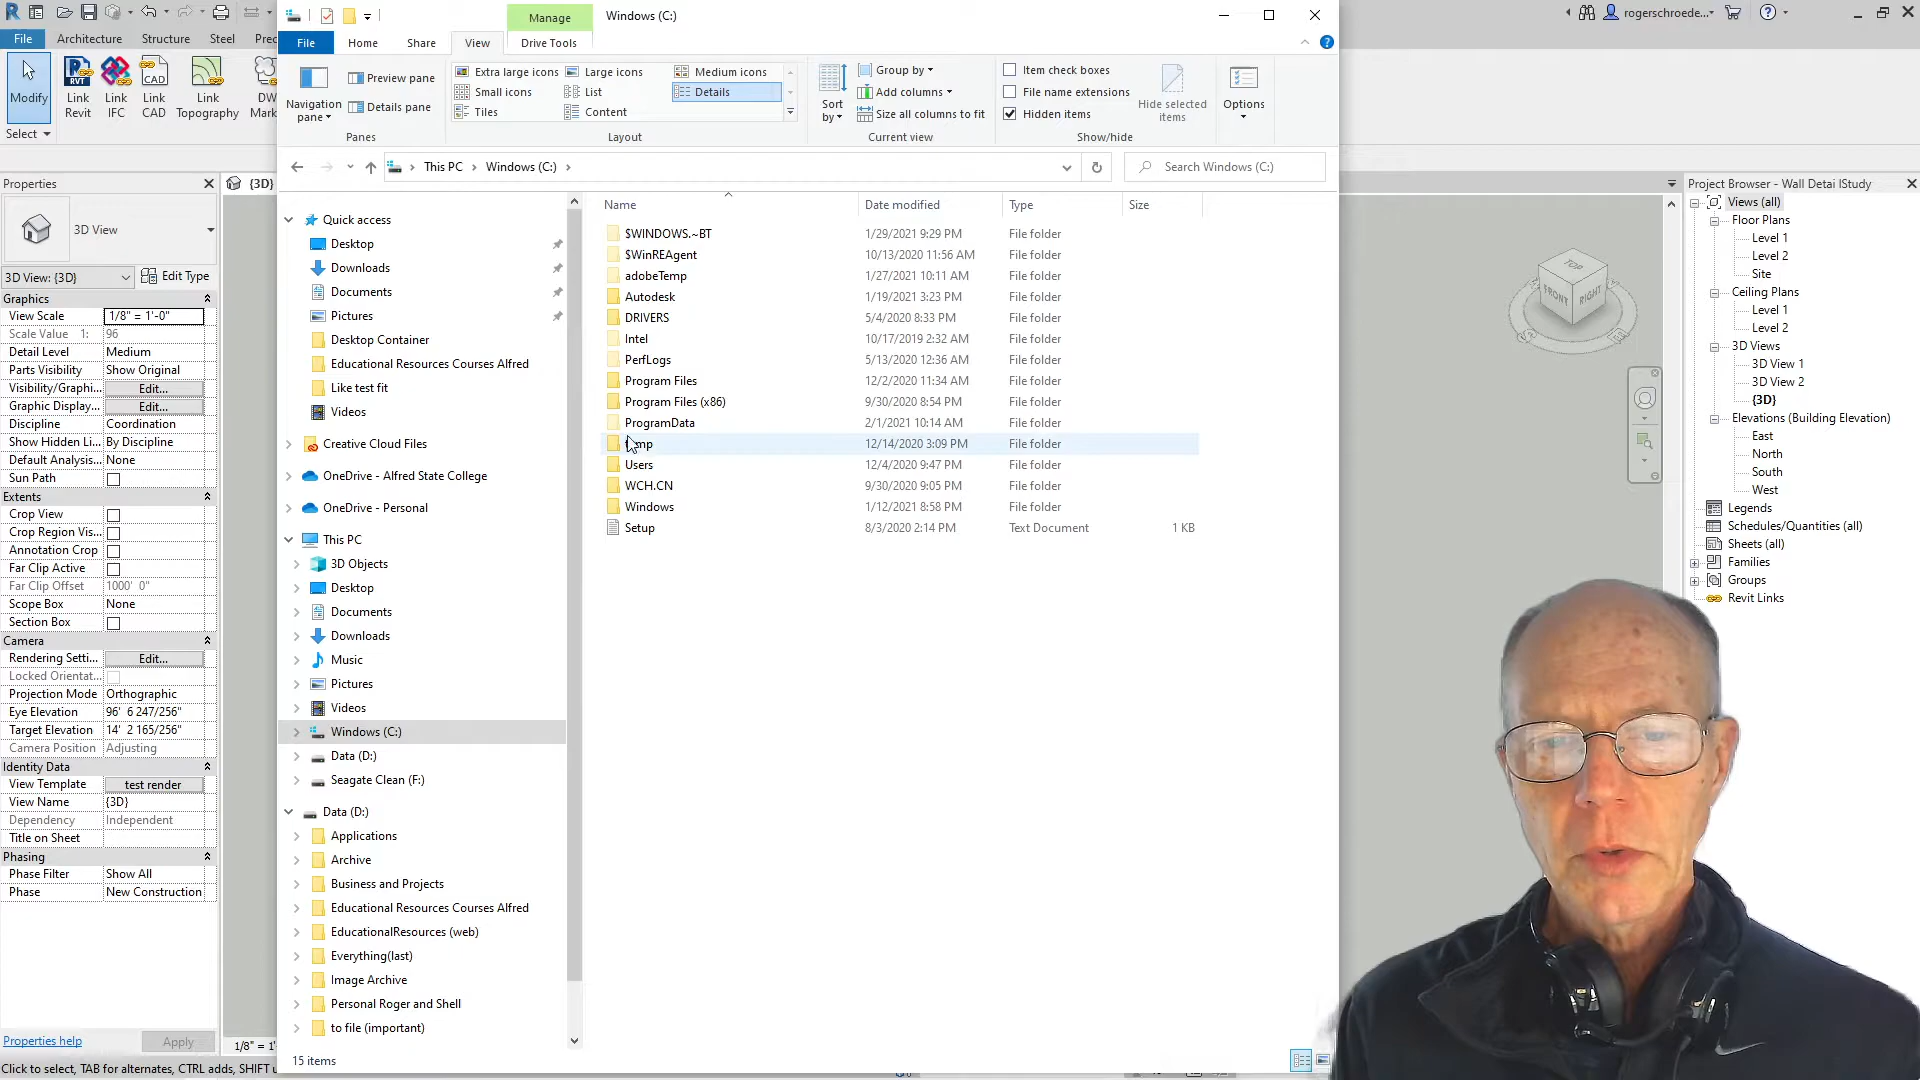 Manage
Windows (C:)
rogerschroede...
File
Architecture
Structure
Steel
Prec
File
Home
Share
View
Drive Tools
Modify
Link Revit
Link IFC
Link CAD
Link Topography
Select
Navigation pane
Preview pane
Details pane
Panes
Extra large icons
Large icons
Medium icons
Small icons
List
Details
Tiles
Content
Layout
Sort by
Group by
Add columns
Size all columns to fit
Current view
Item check boxes
File name extensions
Hidden items
Hide selected items
Show/hide
Options
This PC
Windows (C:)
Search Windows (C:)
Properties
{3D}
3D View
3D View: {3D}
Edit Type
Graphics
View Scale 1/8" = 1'-0"
Scale Value 1: 96
Detail Level Medium
Parts Visibility Show Original
Visibility/Graphi... Edit...
Graphic Display... Edit...
Discipline Coordination
Show Hidden Li... By Discipline
Default Analysis... None
Sun Path
Extents
Crop View
Crop Region Vis...
Annotation Crop
Far Clip Active
Far Clip Offset 1000' 0"
Scope Box None
Section Box
Camera
Rendering Setti... Edit...
Locked Orientat...
Projection Mode Orthographic
Eye Elevation 96' 6 247/256"
Target Elevation 14' 2 165/256"
Camera Position Adjusting
Identity Data
View Template test render
View Name {3D}
Dependency Independent
Title on Sheet
Phasing
Phase Filter Show All
Phase New Construction
Properties help
Apply
1/8" = 1'-
Click to select, TAB for alternates, CTRL adds, SHIFT u
Quick access
Desktop
Downloads
Documents
Pictures
Desktop Container
Educational Resources Courses Alfred
Like test fit
Videos
Creative Cloud Files
OneDrive - Alfred State College
OneDrive - Personal
This PC
3D Objects
Desktop
Documents
Downloads
Music
Pictures
Videos
Windows (C:)
Data (D:)
Seagate Clean (F:)
Data (D:)
Applications
Archive
Business and Projects
Educational Resources Courses Alfred
EducationalResources (web)
Everything(last)
Image Archive
Personal Roger and Shell
to file (important)
15 items
Name Date modified Type Size
$WINDOWS.~BT 1/29/2021 9:29 PM File folder
$WinREAgent 10/13/2020 11:56 AM File folder
adobeTemp 1/27/2021 10:11 AM File folder
Autodesk 1/19/2021 3:23 PM File folder
DRIVERS 5/4/2020 8:33 PM File folder
Intel 10/17/2019 2:32 AM File folder
PerfLogs 5/13/2020 12:36 AM File folder
Program Files 12/2/2020 11:34 AM File folder
Program Files (x86) 9/30/2020 8:54 PM File folder
ProgramData 2/1/2021 10:14 AM File folder
temp 12/14/2020 3:09 PM File folder
Users 12/4/2020 9:47 PM File folder
WCH.CN 9/30/2020 9:05 PM File folder
Windows 1/12/2021 8:58 PM File folder
Setup 8/3/2020 2:14 PM Text Document 1 KB
TOP
FRONT
RIGHT
Project Browser - Wall Detai lStudy
Views (all)
Floor Plans
Level 1
Level 2
Site
Ceiling Plans
Level 1
Level 2
3D Views
3D View 1
3D View 2
{3D}
Elevations (Building Elevation)
East
North
South
West
Legends
Schedules/Quantities (all)
Sheets (all)
Families
Groups
Revit Links